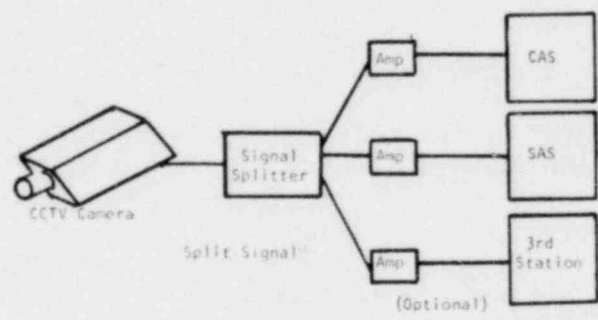 Amp
CAS
Signal
Splitter
Amp
SAS
CCTV Camera
Split Signal
Amp
3rd
Station
(Optional)